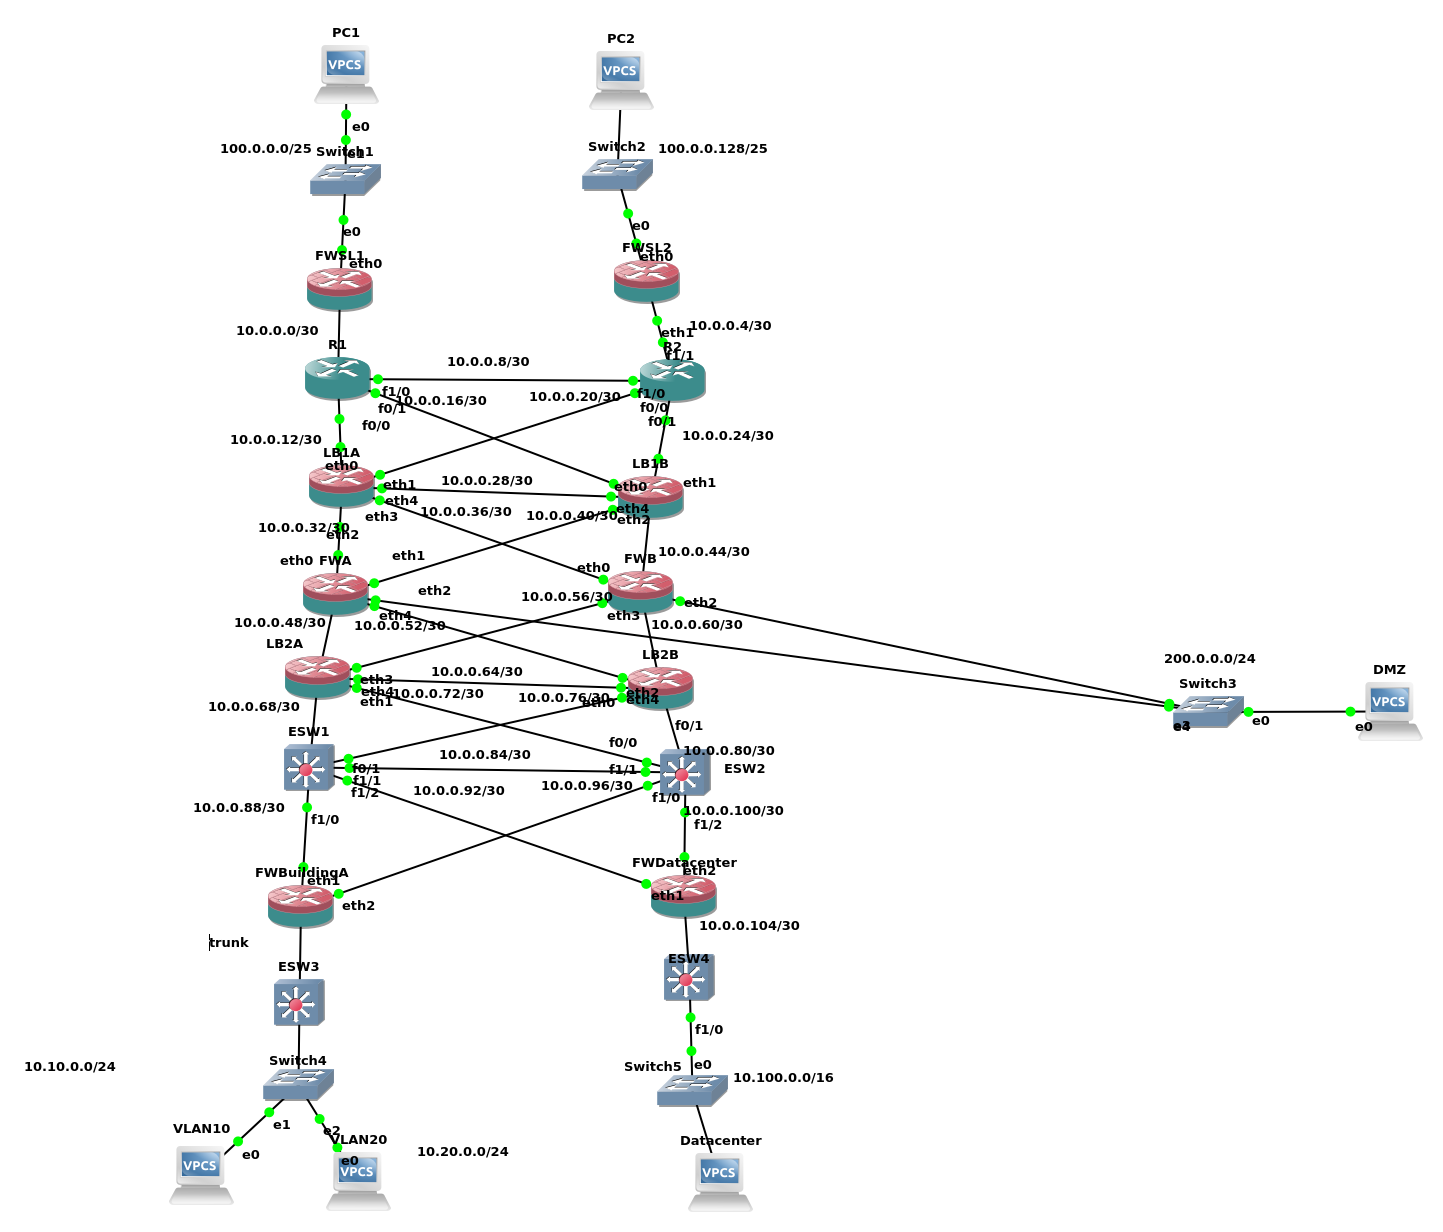 PC1
PC2
VPCS
VPCS
e0
100.0.0.0/25
Switch1
e1
Switch2
100.0.0.128/25
e0
e0
FWSL1
eth0
FWSL2
eth0
10.0.0.0/30
eth1
10.0.0.4/30
R1
R2
f1/1
10.0.0.8/30
f1/0
f1/0
f0/1
10.0.0.16/30
10.0.0.20/30
f0/0
f0/0
f0/1
10.0.0.12/30
10.0.0.24/30
LB1A
eth0
LB1B
10.0.0.28/30
eth1
eth0
eth1
eth4
eth4
eth3
10.0.0.36/30
10.0.0.40/30
eth2
10.0.0.32/30
eth2
eth0
FWA
eth1
10.0.0.44/30
FWB
eth0
eth2
10.0.0.56/30
eth2
eth4
eth3
10.0.0.48/30
10.0.0.52/30
10.0.0.60/30
LB2A
LB2B
200.0.0.0/24
DMZ
10.0.0.64/30
eth3
Switch3
eth4
10.0.0.72/30
10.0.0.76/30
eth2
VPCS
eth1
eth0
eth4
10.0.0.68/30
e3
e4
e0
e0
ESW1
f0/1
f0/0
10.0.0.84/30
10.0.0.80/30
f0/1
f1/1
ESW2
f1/1
f1/2
10.0.0.92/30
10.0.0.96/30
f1/0
10.0.0.88/30
f1/0
10.0.0.100/30
f1/2
FWBuildingA
eth1
FWDatacenter
eth2
eth2
eth1
10.0.0.104/30
trunk
ESW3
ESW4
f1/0
Switch4
10.10.0.0/24
Switch5
e0
10.100.0.0/16
VLAN10
e1
e2
VLAN20
Datacenter
e0
e0
10.20.0.0/24
VPCS
VPCS
VPCS